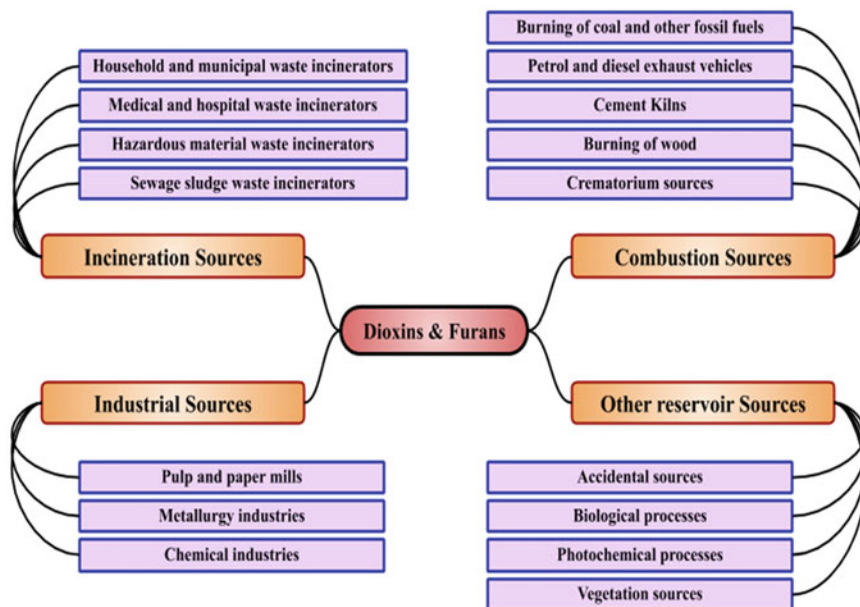 Household and municipal waste incinerators
Medical and hospital waste incinerators
Hazardous material waste incinerators
Sewage sludge waste incinerators
Incineration Sources
Burning of coal and other fossil fuels
Petrol and diesel exhaust vehicles
Cement Kilns
Burning of wood
Crematorium sources
Combustion Sources
Dioxins & Furans
Industrial Sources
Pulp and paper mills
Metallurgy industries
Chemical industries
Other reservoir Sources
Accidental sources
Biological processes
Photochemical processes
Vegetation sources